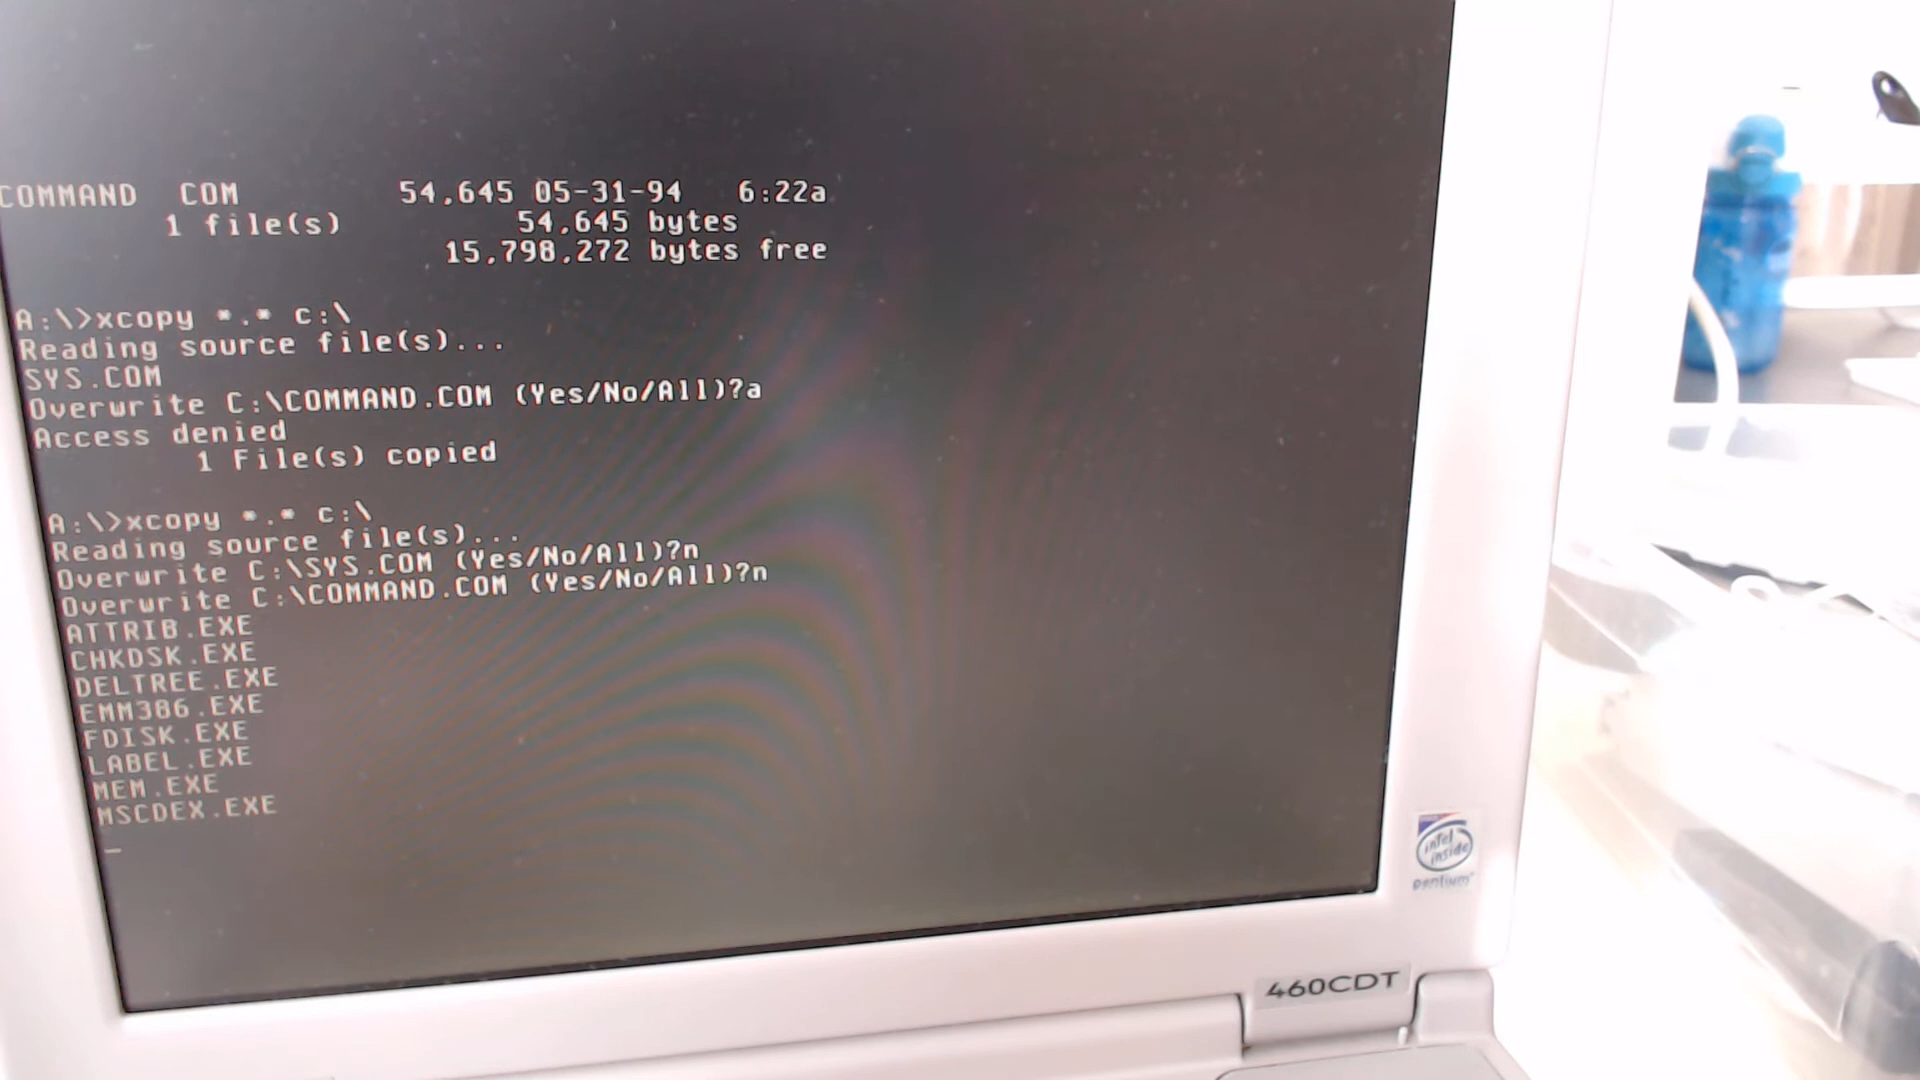 COMMAND  COM        54,645 05-31-94   6:22a
1 file(s)         54,645 bytes
15,798,272 bytes free
A:\>xcopy *.* c:\
Reading source file(s)...
SYS.COM
Overwrite C:\COMMAND.COM (Yes/No/All)?a
Access denied
1 File(s) copied
A:\>xcopy *.* c:\
Reading source file(s)...
Overwrite C:\SYS.COM (Yes/No/All)?n
Overwrite C:\COMMAND.COM (Yes/No/All)?n
ATTRIB.EXE
CHKDSK.EXE
DELTREE.EXE
EMM386.EXE
FDISK.EXE
LABEL.EXE
MEM.EXE
MSCDEX.EXE
_
intel
inside
pentium
460CDT